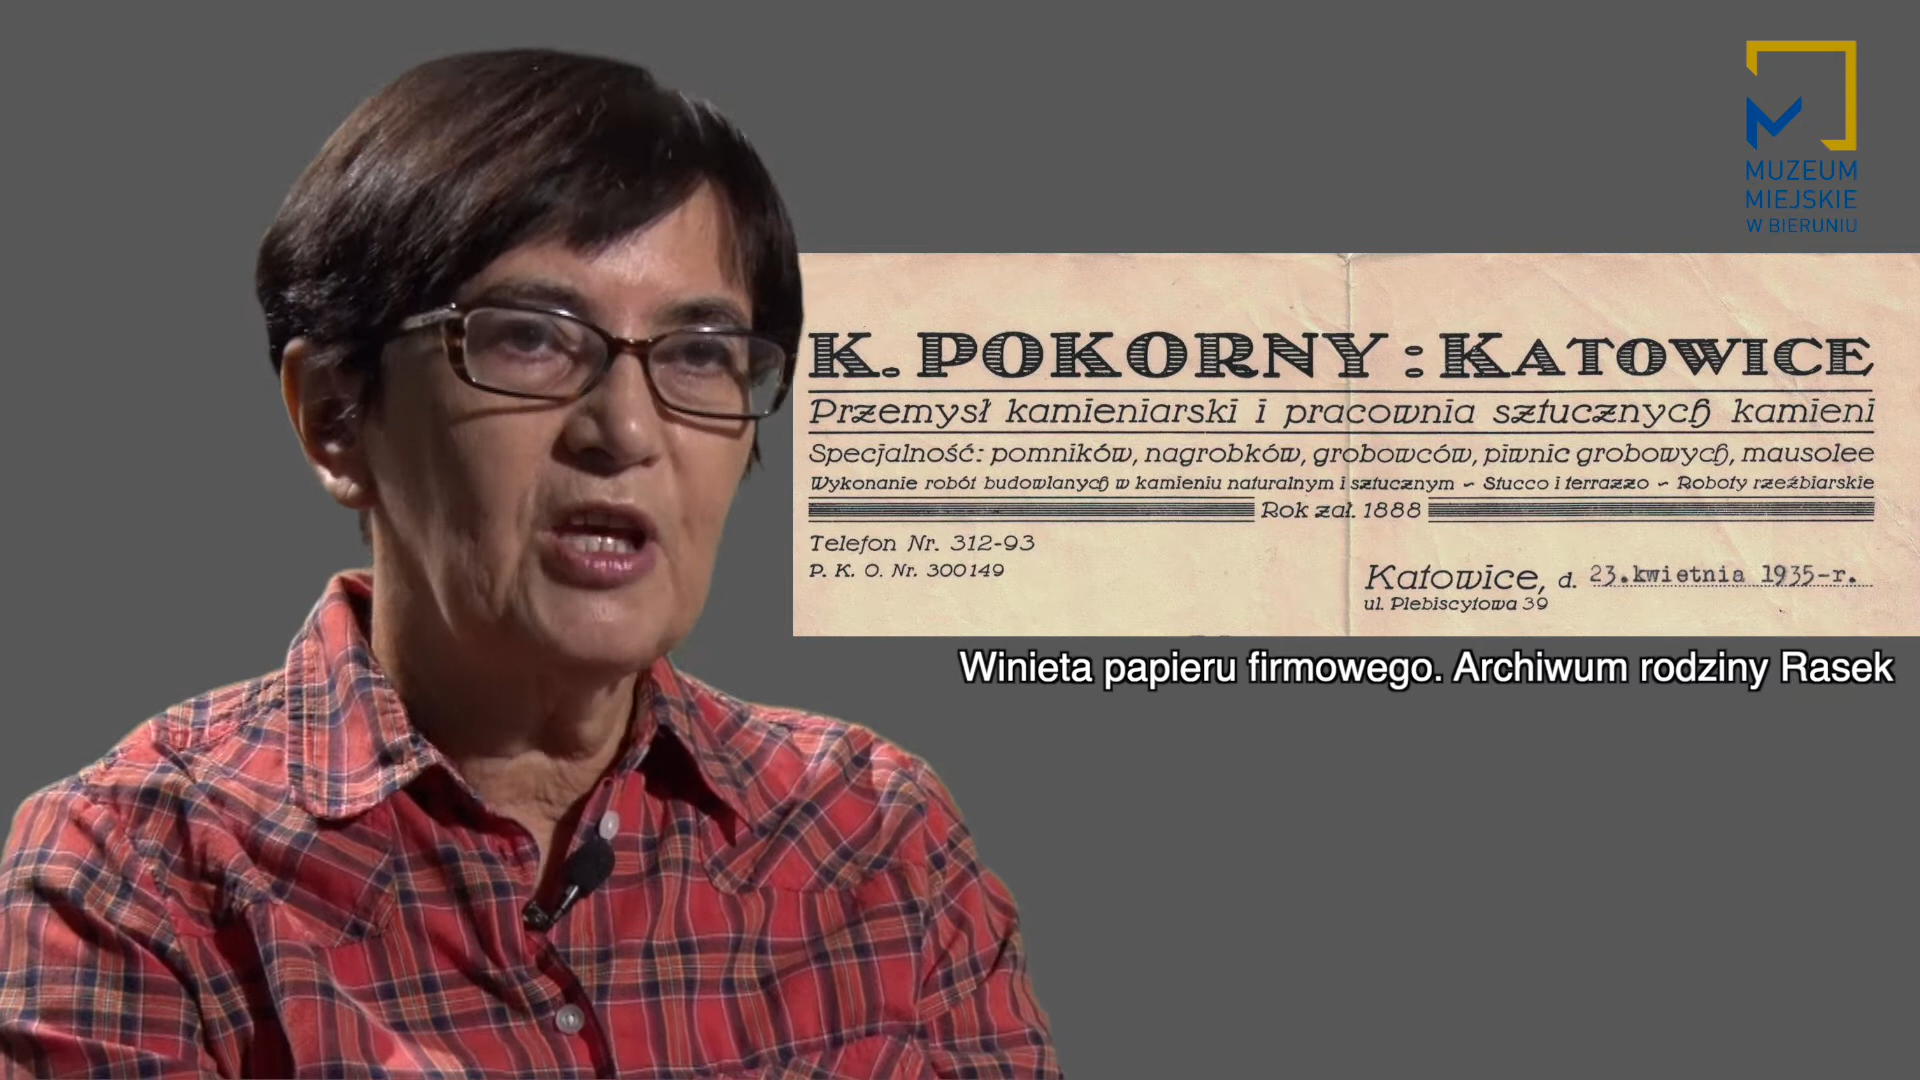 MUZEUM
MIEJSKIE
W BIERUNIU
K. POKORNY : KATOWICE
Przemysł kamieniarski i pracownia sztucznych kamieni
Specjalność: pomników, nagrobków, grobowców, piwnic grobowych, mausolee
Wykonanie robót budowlanych w kamieniu naturalnym i sztucznym – Stucco i terrazzo – Roboty rzeźbiarskie
Rok zał. 1888
Telefon Nr. 312-93
P. K. O. Nr. 300149
Katowice, d. 23.kwietnia 1935-r.
ul. Plebiscytowa 39
Winieta papieru firmowego. Archiwum rodziny Rasek